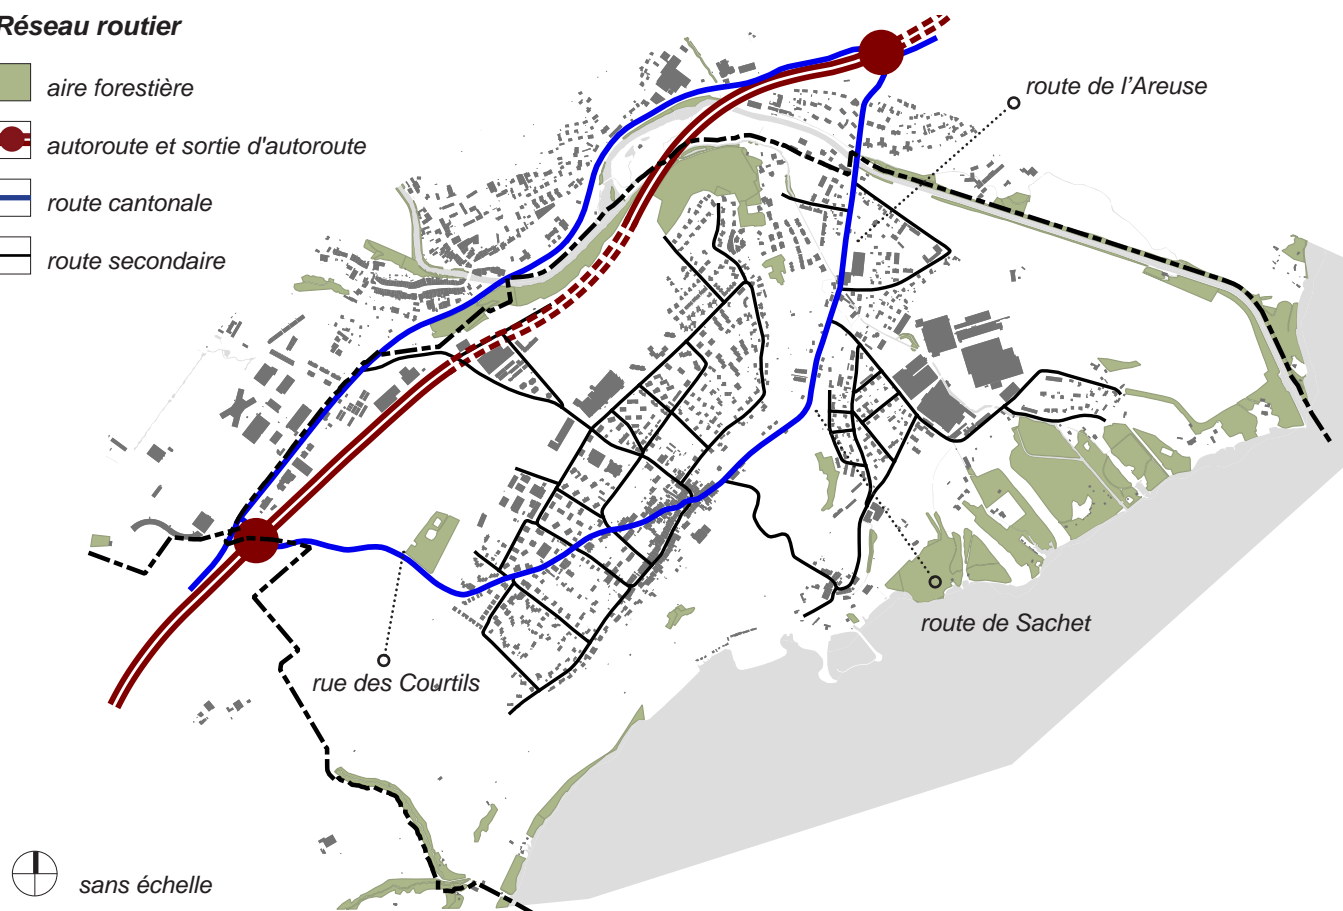 Réseau routier
aire forestière
autoroute et sortie d'autoroute
route cantonale
route secondaire
route de l'Areuse
route de Sachet
rue des Courtils
sans échelle